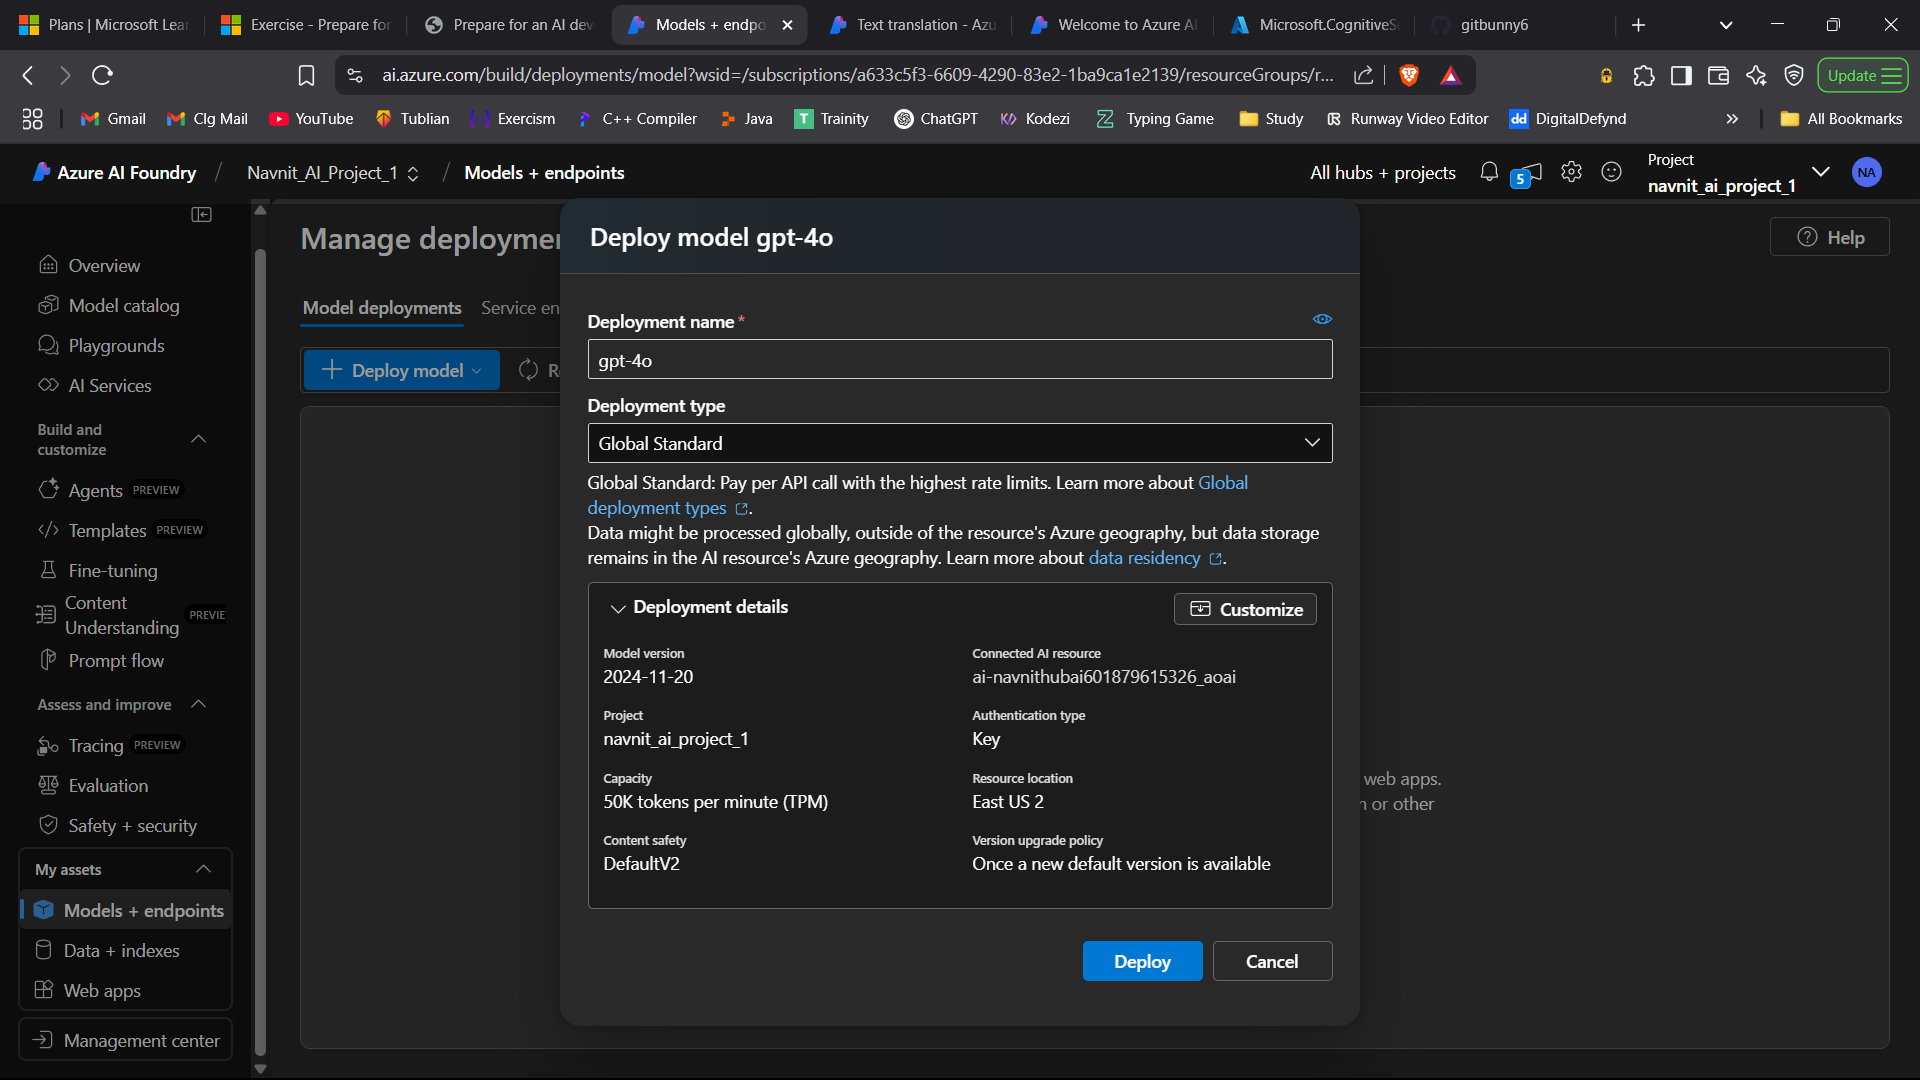 Plans | Microsoft Lear
Exercise - Prepare for
Prepare for an AI dev
Models + endpo
Text translation - Azu
Welcome to Azure AI
Microsoft.CognitiveS
gitbunny6
ai.azure.com/build/deployments/model?wsid=/subscriptions/a633c5f3-6609-4290-83e2-1ba9ca1e2139/resourceGroups/r...
Update
Gmail
Clg Mail
YouTube
Tublian
Exercism
C++ Compiler
Java
Trainity
ChatGPT
Kodezi
Typing Game
Study
Runway Video Editor
DigitalDefynd
All Bookmarks
Azure AI Foundry / Navnit_AI_Project_1 / Models + endpoints
All hubs + projects
5
Project
navnit_ai_project_1
NA
Overview
Model catalog
Playgrounds
AI Services
Build and
customize
Agents PREVIEW
Templates PREVIEW
Fine-tuning
Content
Understanding PREVIE
Prompt flow
Assess and improve
Tracing PREVIEW
Evaluation
Safety + security
My assets
Models + endpoints
Data + indexes
Web apps
Management center
Manage deploymen
Help
Model deployments
Service en
Deploy model
R
web apps.
n or other
Deploy model gpt-4o
Deployment name*
gpt-4o
Deployment type
Global Standard
Global Standard: Pay per API call with the highest rate limits. Learn more about Global
deployment types .
Data might be processed globally, outside of the resource's Azure geography, but data storage
remains in the AI resource's Azure geography. Learn more about data residency .
Deployment details
Customize
Model version
2024-11-20
Connected AI resource
ai-navnithubai601879615326_aoai
Project
navnit_ai_project_1
Authentication type
Key
Capacity
50K tokens per minute (TPM)
Resource location
East US 2
Content safety
DefaultV2
Version upgrade policy
Once a new default version is available
Deploy
Cancel